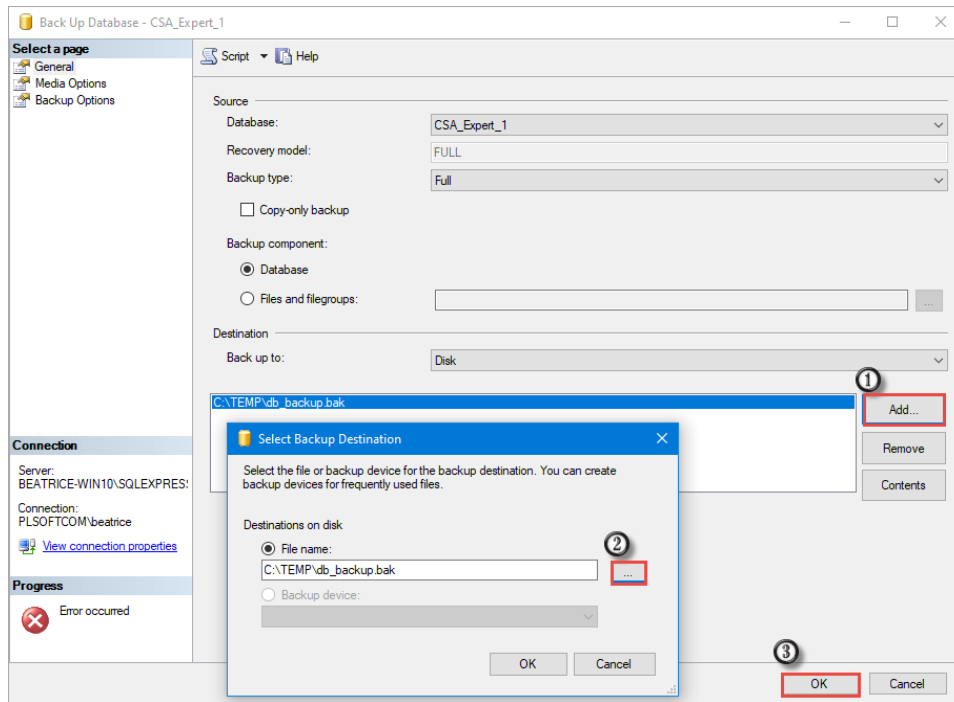 Back Up Database - CSA_Expert_1
Select a page
General
Media Options
Backup Options
Script
Help
Source
Database:
CSA_Expert_1
Recovery model:
FULL
Backup type:
Full
Copy-only backup
Backup component:
Database
Files and filegroups:
...
Destination
Back up to:
Disk
1
C:\TEMP\db_backup.bak
Add...
Remove
Contents
Connection
Server:
BEATRICE-WIN10\SQLEXPRES
Connection:
PLSOFTCOM\beatrice
View connection properties
Progress
Error occurred
Select Backup Destination
Select the file or backup device for the backup destination. You can create
backup devices for frequently used files.
Destinations on disk
File name:
2
C:\TEMP\db_backup.bak
...
Backup device:
OK
Cancel
3
OK
Cancel